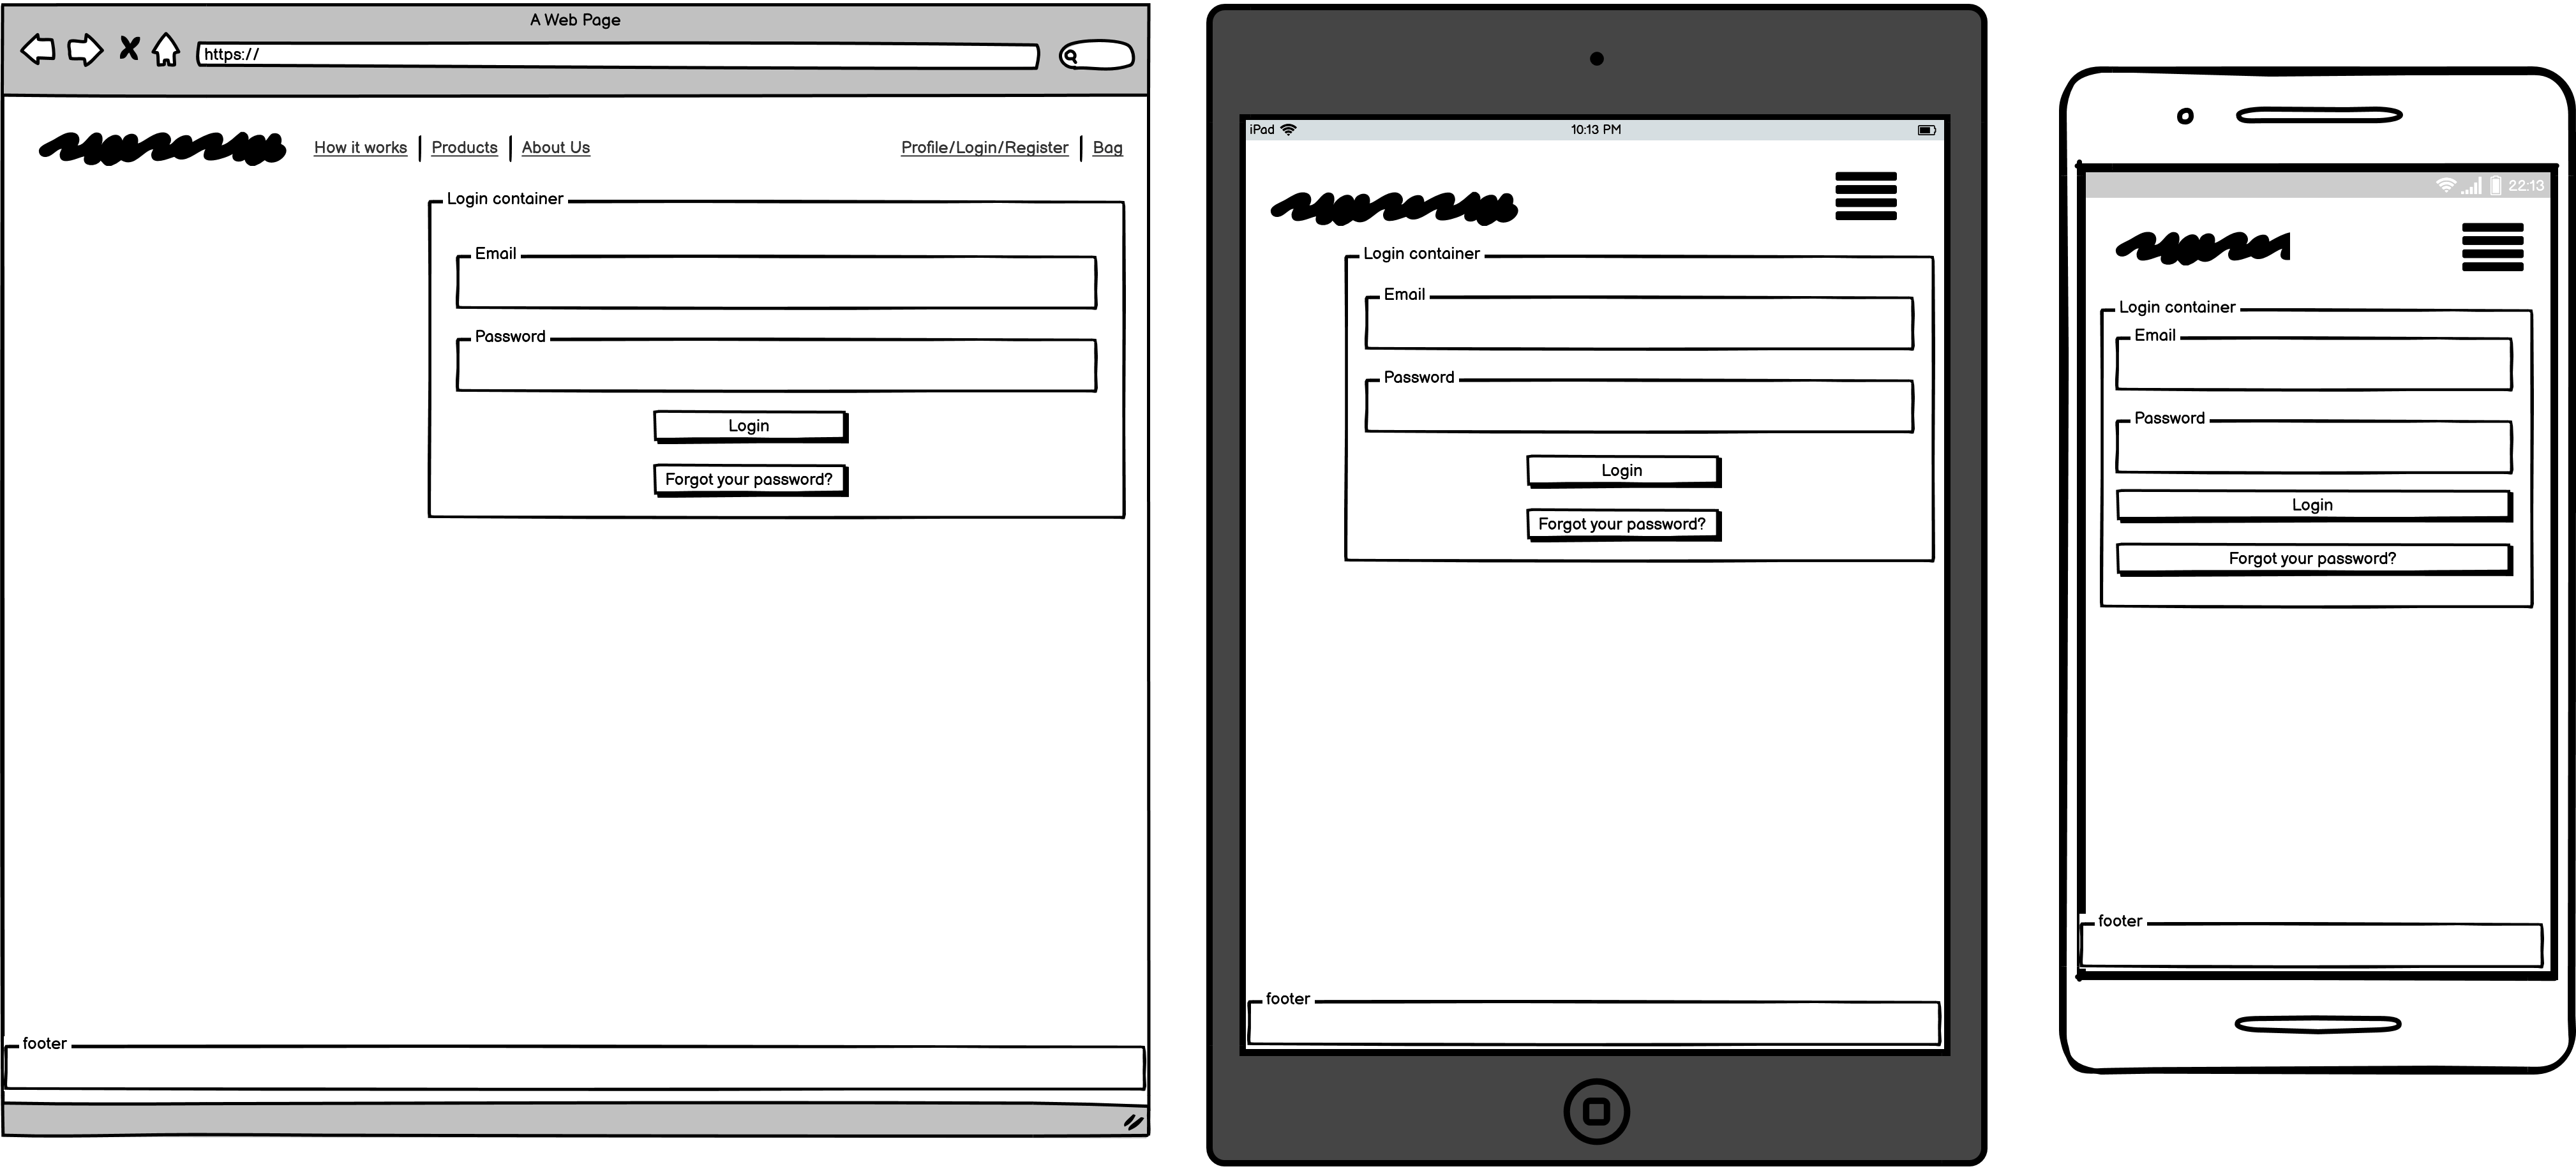 A Web Page
https://
How it works
Products
About Us
Profile/Login/Register
Bag
Login container
Email
Password
Login
Forgot your password?
footer
iPad
10:13 PM
Login container
Email
Password
Login
Forgot your password?
footer
22:13
Login container
Email
Password
Login
Forgot your password?
footer